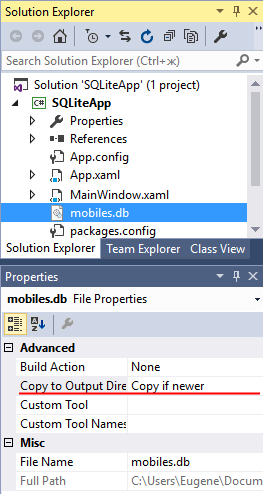 Solution Explorer
Search Solution Explorer (Ctrl+ж)
Solution 'SQLiteApp' (1 project)
C# SQLiteApp
Properties
References
App.config
App.xaml
MainWindow.xaml
mobiles.db
packages.config
Solution Explorer Team Explorer Class View
Properties
mobiles.db File Properties
Advanced
Build Action None
Copy to Output Dire Copy if newer
Custom Tool
Custom Tool Names
Misc
File Name mobiles.db
Full Path C:\Users\Eugene\Docum